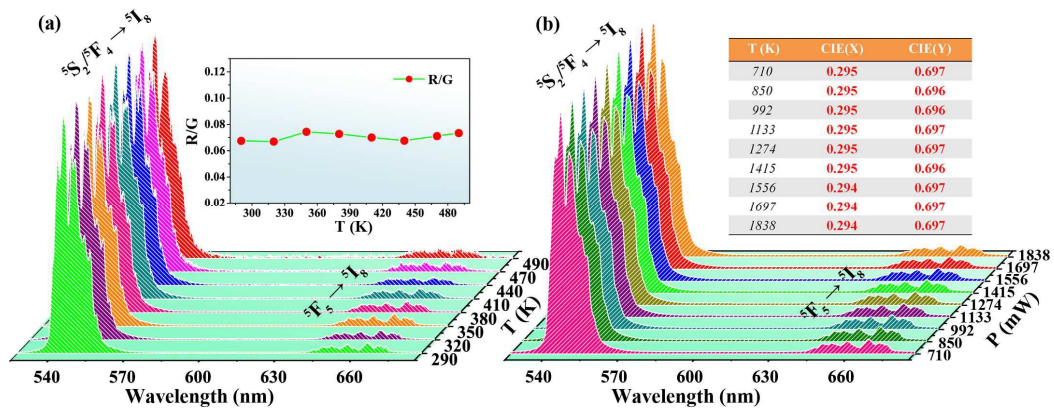 (a)
⁵S₂/⁵F₄ → ⁵I₈
0.12
0.10
0.08
0.06
0.04
0.02
R/G
R/G
300 330 360 390 420 450 480
T (K)
⁵F₅ → ⁵I₈
490
470
440
410
380
350
320
290
T (K)
540 570 600 630 660
Wavelength (nm)
(b)
⁵S₂/⁵F₄ → ⁵I₈
T (K) CIE(X) CIE(Y)
710 0.295 0.697
850 0.295 0.696
992 0.295 0.696
1133 0.295 0.697
1274 0.295 0.697
1415 0.295 0.696
1556 0.294 0.697
1697 0.294 0.697
1838 0.294 0.697
⁵F₅ → ⁵I₈
1838
1697
1556
1415
1274
1133
992
850
710
P (mW)
540 570 600 630 660
Wavelength (nm)